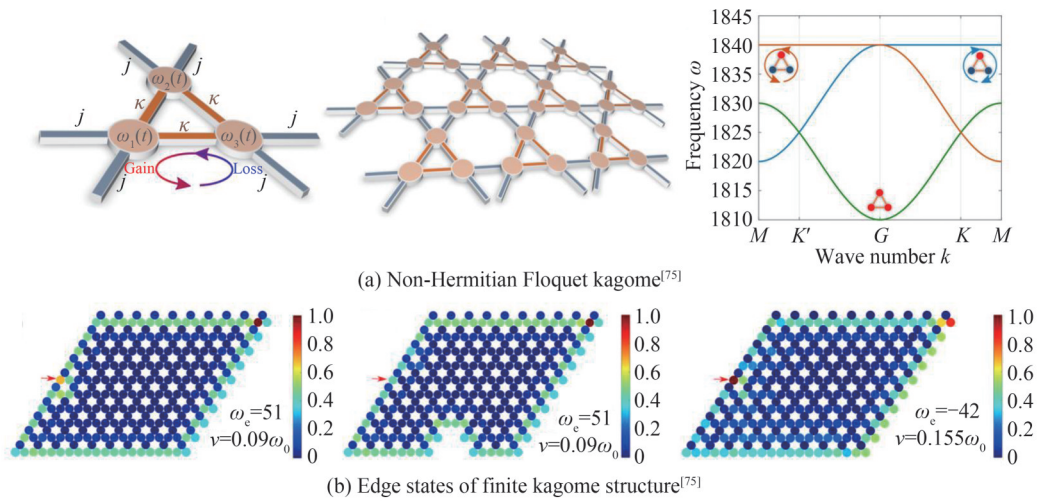 j
j
ω₂(t)
κ
κ
j
κ
j
ω₁(t)
ω₃(t)
Gain
Loss
j
j
Frequency ω
1845
1840
1835
1830
1825
1820
1815
1810
M
K′
G
K
M
Wave number k
(a) Non-Hermitian Floquet kagome[75]
1.0
0.8
0.6
0.4
0.2
0
ωₑ=51
ν=0.09ω₀
1.0
0.8
0.6
0.4
0.2
0
ωₑ=51
ν=0.09ω₀
1.0
0.8
0.6
0.4
0.2
0
ωₑ=−42
ν=0.155ω₀
(b) Edge states of finite kagome structure[75]